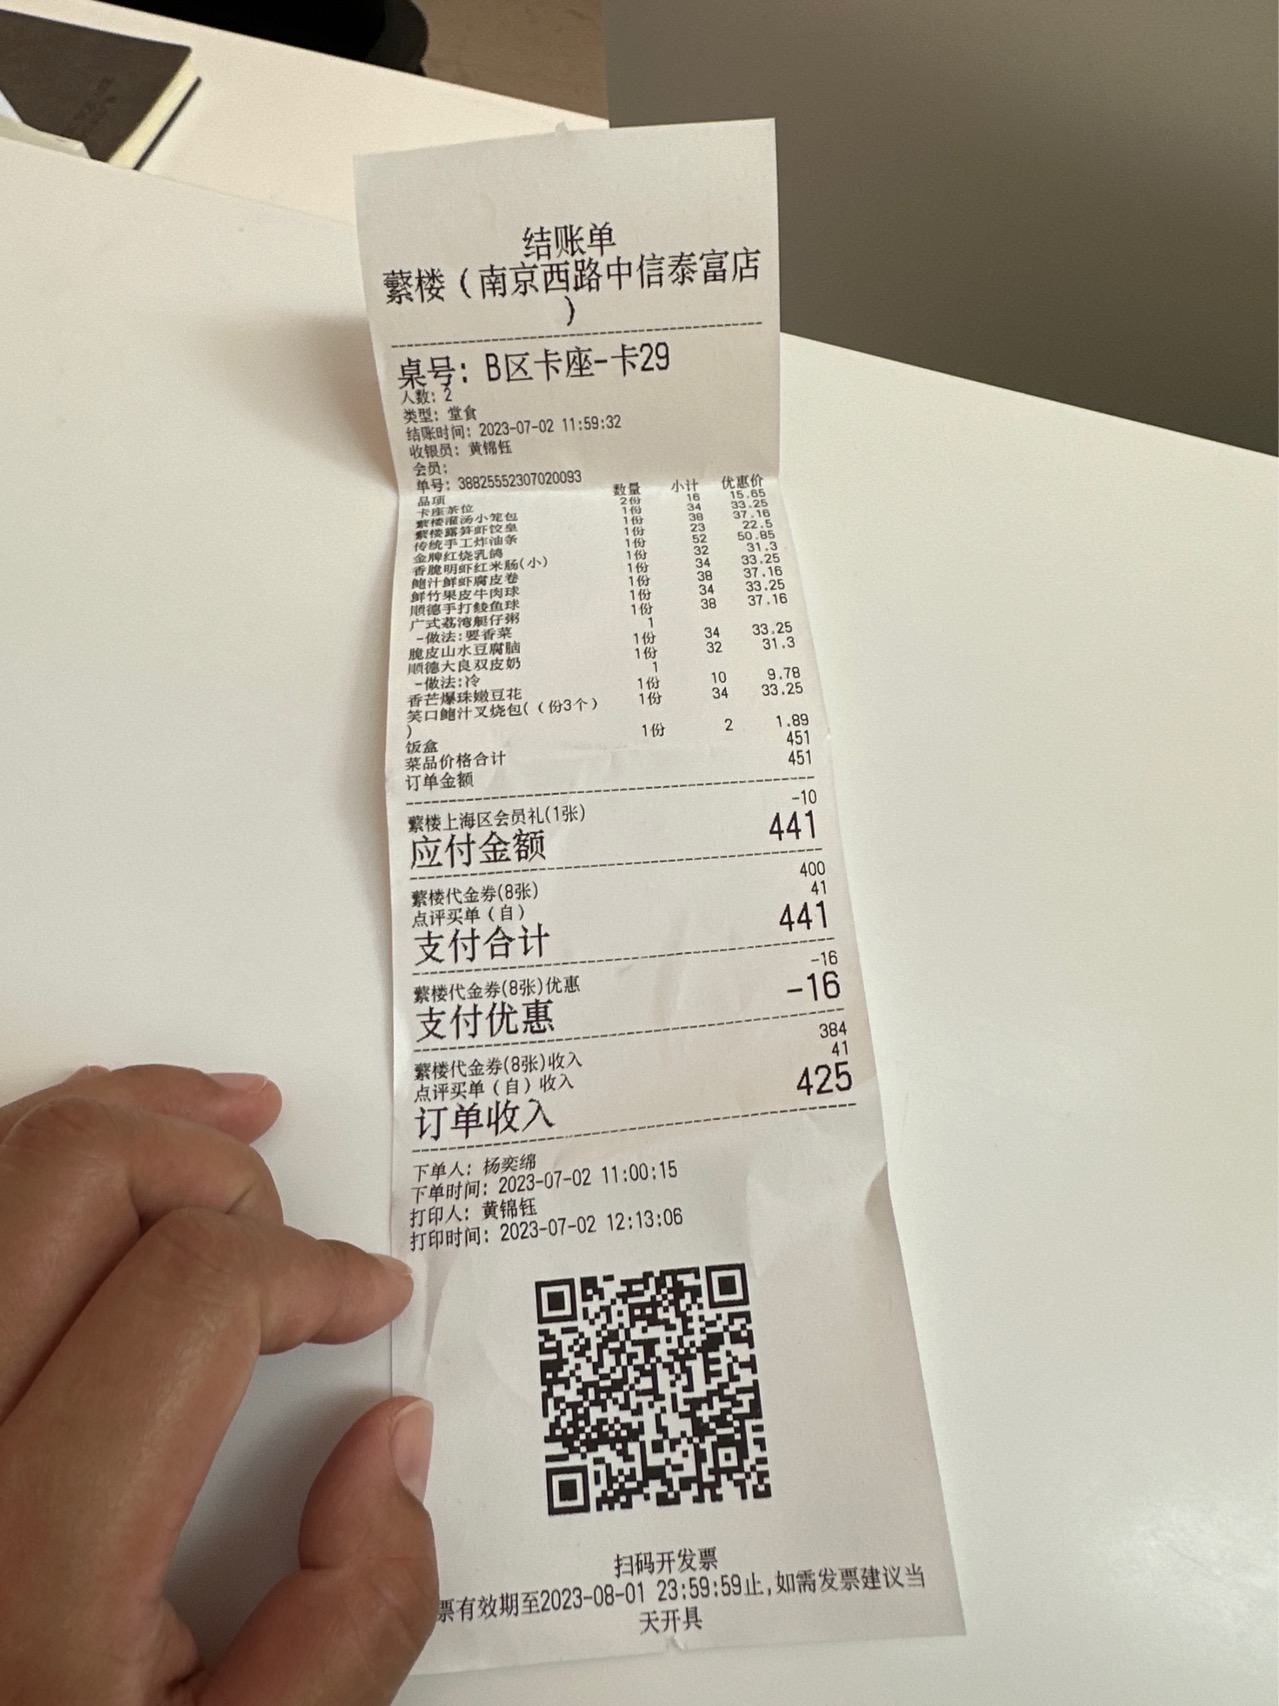 结账单
蘩楼（南京西路中信泰富店
）
桌号: B区卡座-卡29
人数: 2
类型: 堂食
结账时间: 2023-07-02 11:59:32
收银员: 黄锦钰
会员:
单号: 38825552307020093
品项 数量 小计 优惠价
卡座茶位 2份 16 15.65
蘩楼灌汤小笼包 1份 34 33.25
蘩楼露笋虾饺皇 1份 38 37.16
传统手工炸油条 1份 23 22.5
金牌红烧乳鸽 1份 52 50.85
香脆明虾红米肠(小) 1份 32 31.3
鲍汁鲜虾腐皮卷 1份 34 33.25
鲜竹果皮牛肉球 1份 38 37.16
顺德手打鲮鱼球 1份 34 33.25
广式荔湾艇仔粥 1份 38 37.16
-做法:要香菜 1
脆皮山水豆腐脑 1份 34 33.25
顺德大良双皮奶 1份 32 31.3
-做法:冷 1
香芒爆珠嫩豆花 1份 10 9.78
笑口鲍汁叉烧包(（份3个） 1份 34 33.25
)
饭盒 1份 2 1.89
菜品价格合计 451
订单金额 451
蘩楼上海区会员礼(1张) -10
应付金额 441
蘩楼代金券(8张) 400
点评买单（自） 41
支付合计 441
蘩楼代金券(8张)优惠 -16
支付优惠 -16
蘩楼代金券(8张)收入 384
点评买单（自）收入 41
订单收入 425
下单人: 杨奕绵
下单时间: 2023-07-02 11:00:15
打印人: 黄锦钰
打印时间: 2023-07-02 12:13:06
扫码开发票
票有效期至2023-08-01 23:59:59止,如需发票建议当
天开具